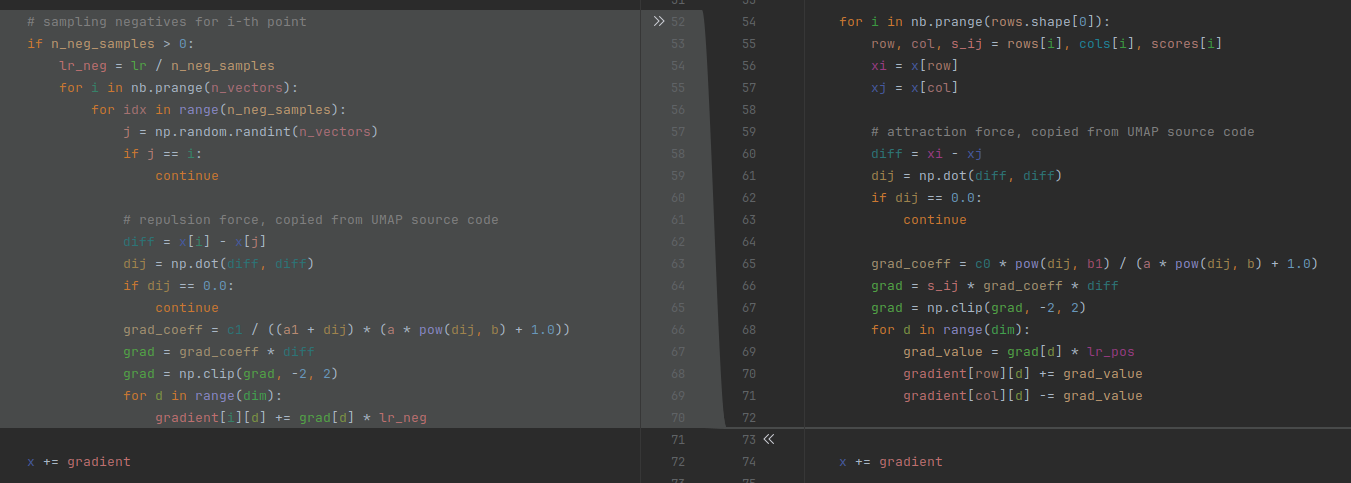 # sampling negatives for i-th point
if n_neg_samples > 0:
    lr_neg = lr / n_neg_samples
    for i in nb.prange(n_vectors):
        for idx in range(n_neg_samples):
            j = np.random.randint(n_vectors)
            if j == i:
                continue

            # repulsion force, copied from UMAP source code
            diff = x[i] - x[j]
            dij = np.dot(diff, diff)
            if dij == 0.0:
                continue
            grad_coeff = c1 / ((a1 + dij) * (a * pow(dij, b) + 1.0))
            grad = grad_coeff * diff
            grad = np.clip(grad, -2, 2)
            for d in range(dim):
                gradient[i][d] += grad[d] * lr_neg

x += gradient
52
53
54
55
56
57
58
59
60
61
62
63
64
65
66
67
68
69
70
71
72
54
55
56
57
58
59
60
61
62
63
64
65
66
67
68
69
70
71
72
73
74
for i in nb.prange(rows.shape[0]):
    row, col, s_ij = rows[i], cols[i], scores[i]
    xi = x[row]
    xj = x[col]

    # attraction force, copied from UMAP source code
    diff = xi - xj
    dij = np.dot(diff, diff)
    if dij == 0.0:
        continue

    grad_coeff = c0 * pow(dij, b1) / (a * pow(dij, b) + 1.0)
    grad = s_ij * grad_coeff * diff
    grad = np.clip(grad, -2, 2)
    for d in range(dim):
        grad_value = grad[d] * lr_pos
        gradient[row][d] += grad_value
        gradient[col][d] -= grad_value

x += gradient